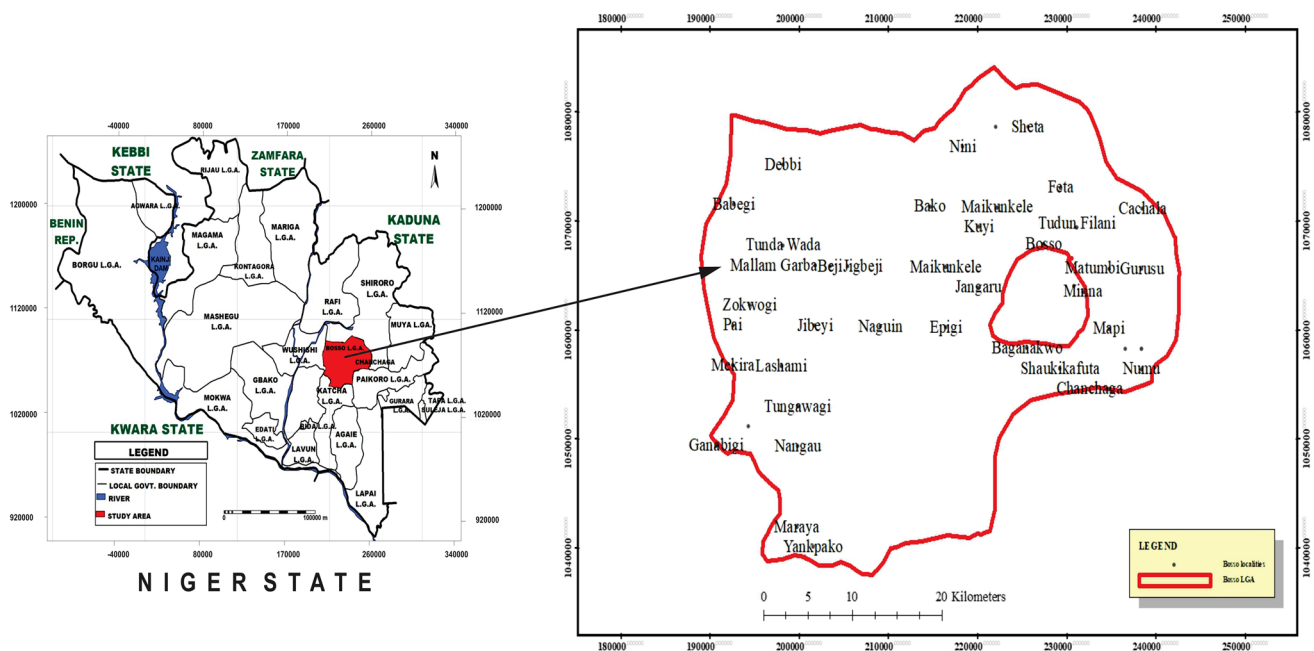 -40000 80000 170000 260000 340000
KEBBI
STATE
ZAMFARA
STATE
N
RIJAU L.G.A.
1200000
AGWARA L.G.A.
1200000
BENIN
REP.
MAGAMA
L.G.A.
MARIGA
L.G.A.
KADUNA
STATE
KAINJI
DAM
BORGU L.G.A.
KONTAGORA
L.G.A.
SHIRORO
L.G.A.
RAFI
L.G.A.
1120000
MASHEGU
L.G.A.
1120000
MUYA L.G.A.
WUSHISHI
L.G.A.
BOSSO L.G.A.
CHANCHAGA
GBAKO
L.G.A.
PAIKORO L.G.A.
MOKWA
L.G.A.
KATCHA
L.G.A.
GURARA
L.G.A.
TAFA L.G.A.
SULEJA L.G.A.
1020000
1020000
KWARA STATE
EDATI
L.G.A.
BIDA L.G.A.
AGAIE
L.G.A.
LAVUN
L.G.A.
LAPAI
L.G.A.
LEGEND
STATE BOUNDARY
LOCAL GOVT. BOUNDARY
RIVER
STUDY AREA
0 100000 m
920000
920000
-40000 80000 170000 260000 340000
NIGER STATE
180000 190000 200000 210000 220000 230000 240000 250000
1080000
1080000
Sheta
Nini
Debbi
Feta
Babegi
Bako
Maikunkele
Cachala
1070000
1070000
Kuyi
Tudun Filani
Tunda Wada
Bosso
Mallam Garba
Beji
Jigbeji
Maikunkele
Matumbi
Gurusu
Jangaru
Minna
Zokwogi
Pai
Jibeyi
Naguin
Epigi
Mapi
1060000
1060000
Baganakwo
Mekira
Lashami
Shaukikafuta
Numu
Chanchaga
Tungawagi
1050000
1050000
Ganabigi
Nangau
Maraya
Yankpako
1040000
1040000
LEGEND
Bosso localities
Bosso LGA
0 5 10 20 Kilometers
180000 190000 200000 210000 220000 230000 240000 250000